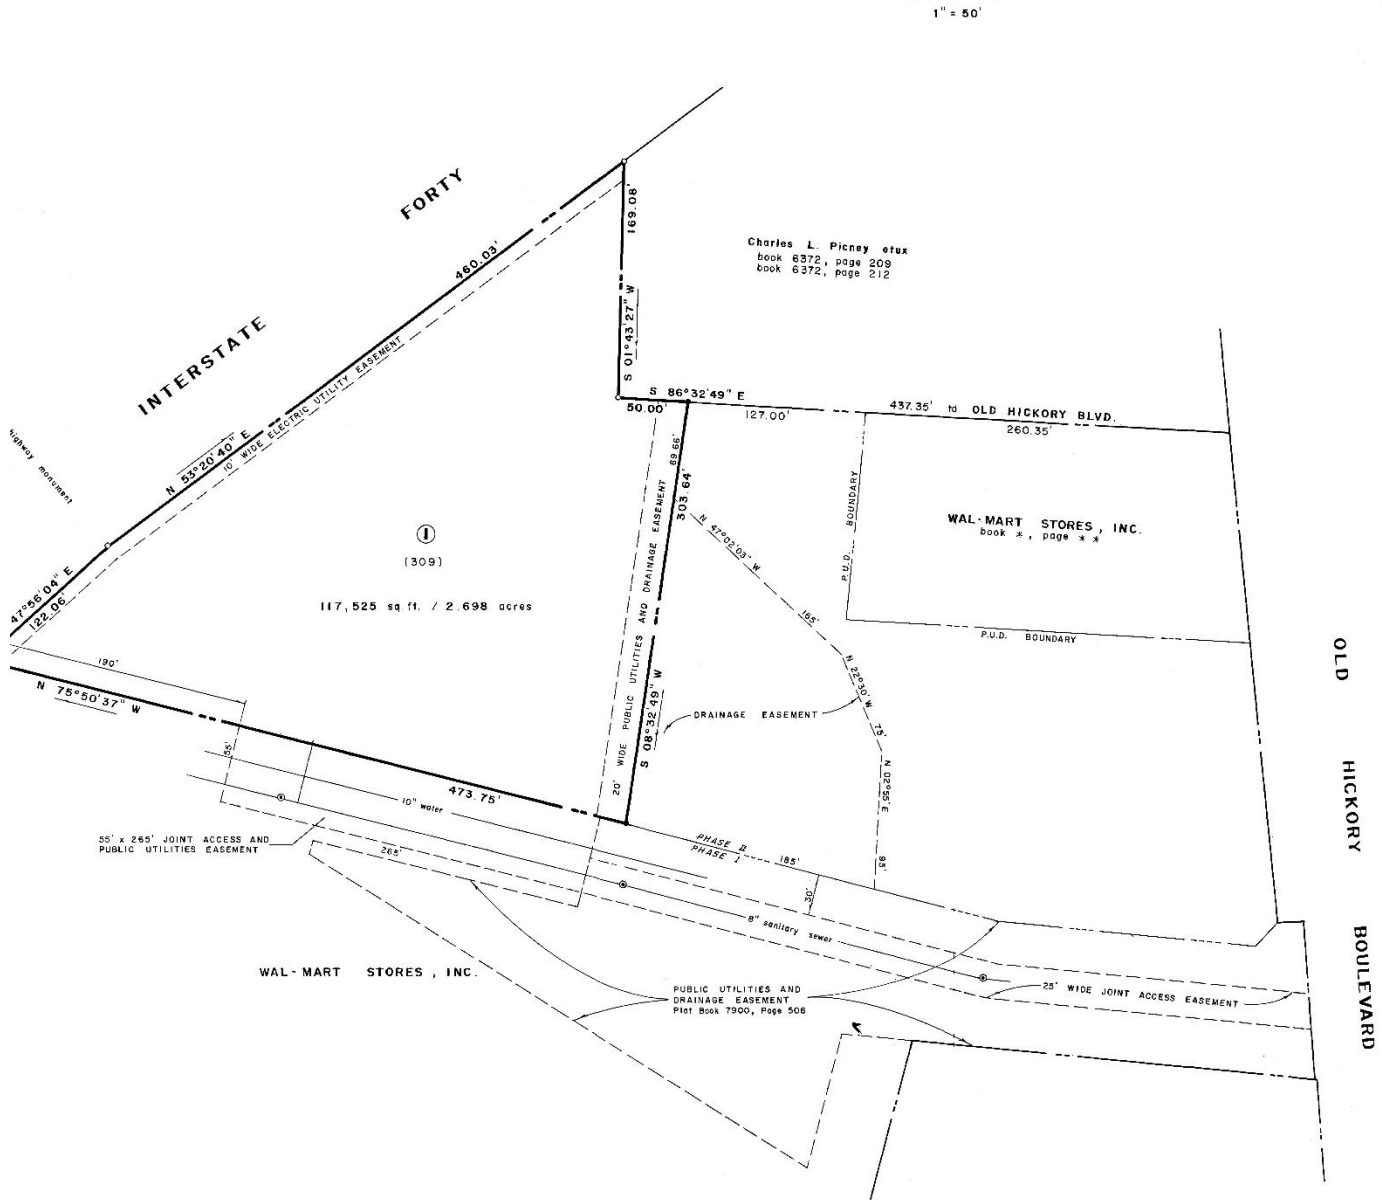 1" = 50'
INTERSTATE FORTY
169.08'
460.03'
Charles L. Picney etux
book 6372, page 209
book 6372, page 212
S 01°43'27" W
10' WIDE ELECTRIC UTILITY EASEMENT
S 86°32'49" E
50.00'
127.00'
437.35' to OLD HICKORY BLVD.
260.35'
N 53°20'40" E
highway monument
69.66'
303.64'
P.U.D. BOUNDARY
WAL-MART STORES, INC.
book *, page **
N 47°02'03" W
1
(309)
117,525 sq. ft. / 2.698 acres
47°56'04" E
122.06'
165'
P.U.D. BOUNDARY
20' WIDE PUBLIC UTILITIES AND DRAINAGE EASEMENT
190'
N 75°50'37" W
S 08°32'49" W
DRAINAGE EASEMENT
N 22°30' W 75'
N 02°55' E
95'
55'
473.75'
10" water
55' x 265' JOINT ACCESS AND
PUBLIC UTILITIES EASEMENT
265'
PHASE II
PHASE I
185'
30'
8" sanitary sewer
WAL-MART STORES, INC.
PUBLIC UTILITIES AND
DRAINAGE EASEMENT
Plat Book 7900, Page 506
25' WIDE JOINT ACCESS EASEMENT
OLD HICKORY BOULEVARD